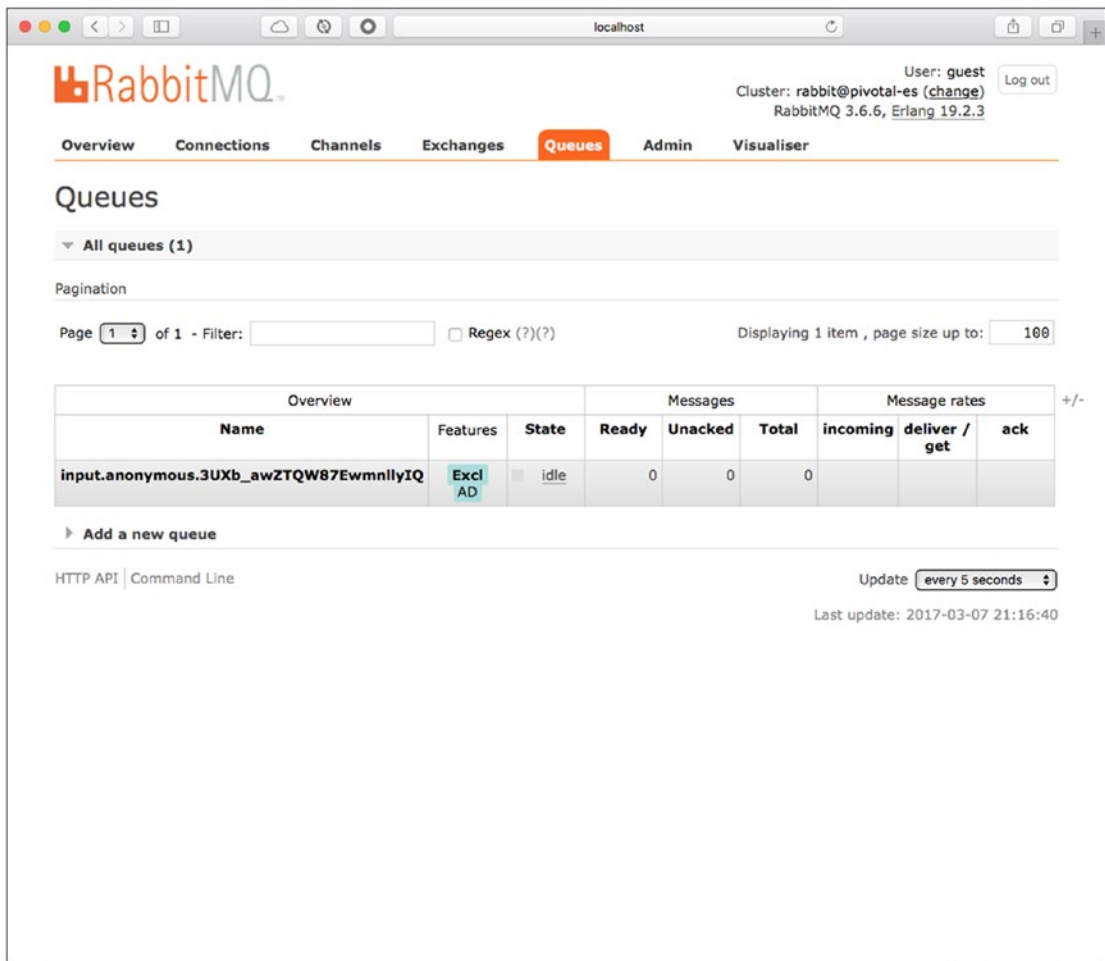 localhost
RabbitMQ
User: guest
Log out
Cluster: rabbit@pivotal-es (change)
RabbitMQ 3.6.6, Erlang 19.2.3
Overview Connections Channels Exchanges Queues Admin Visualiser
Queues
All queues (1)
Pagination
Page 1 of 1 - Filter: Regex (?)(?) Displaying 1 item , page size up to: 100
Overview Messages Message rates +/-
Name Features State Ready Unacked Total incoming deliver / get ack
input.anonymous.3UXb_awZTQW87EwmnllyIQ Excl AD idle 0 0 0
Add a new queue
HTTP API Command Line Update every 5 seconds
Last update: 2017-03-07 21:16:40